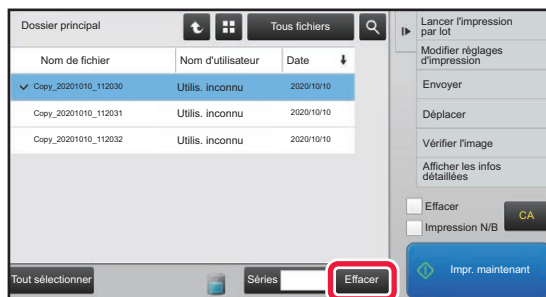 Dossier principal
Tous fichiers
Nom de fichier
Nom d'utilisateur
Date
Copy_20201010_112030
Utilis. inconnu
2020/10/10
Copy_20201010_112031
Utilis. inconnu
2020/10/10
Copy_20201010_112032
Utilis. inconnu
2020/10/10
Tout sélectionner
Séries
Effacer
Lancer l'impression
par lot
Modifier réglages
d'impression
Envoyer
Déplacer
Vérifier l'image
Afficher les infos
détaillées
Effacer
Impression N/B
CA
Impr. maintenant